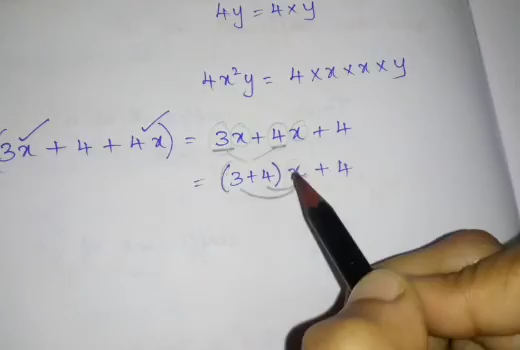 4y = 4 × y
4x²y = 4 × x × x × y
(3x + 4 + 4x) = 3x + 4x + 4
= (3+4) x + 4